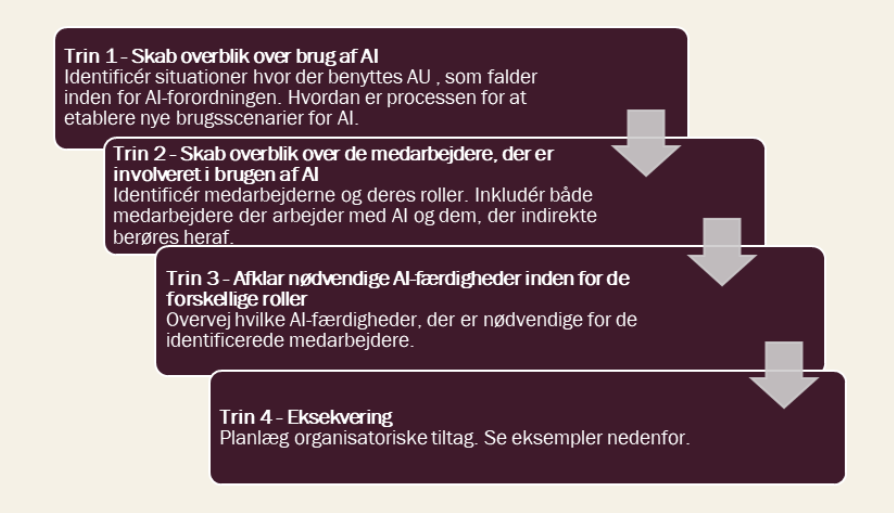 Trin 1 - Skab overblik over brug af AI
Identificér situationer hvor der benyttes AU , som falder
inden for AI-forordningen. Hvordan er processen for at
etablere nye brugsscenarier for AI.
Trin 2 - Skab overblik over de medarbejdere, der er
involveret i brugen af AI
Identificér medarbejderne og deres roller. Inkludér både
medarbejdere der arbejder med AI og dem, der indirekte
berøres heraf.
Trin 3 - Afklar nødvendige AI-færdigheder inden for de
forskellige roller
Overvej hvilke AI-færdigheder, der er nødvendige for de
identificerede medarbejdere.
Trin 4 - Eksekvering
Planlæg organisatoriske tiltag. Se eksempler nedenfor.